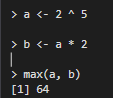 > a <- 2 ^ 5
> b <- a * 2
> max(a, b)
[1] 64